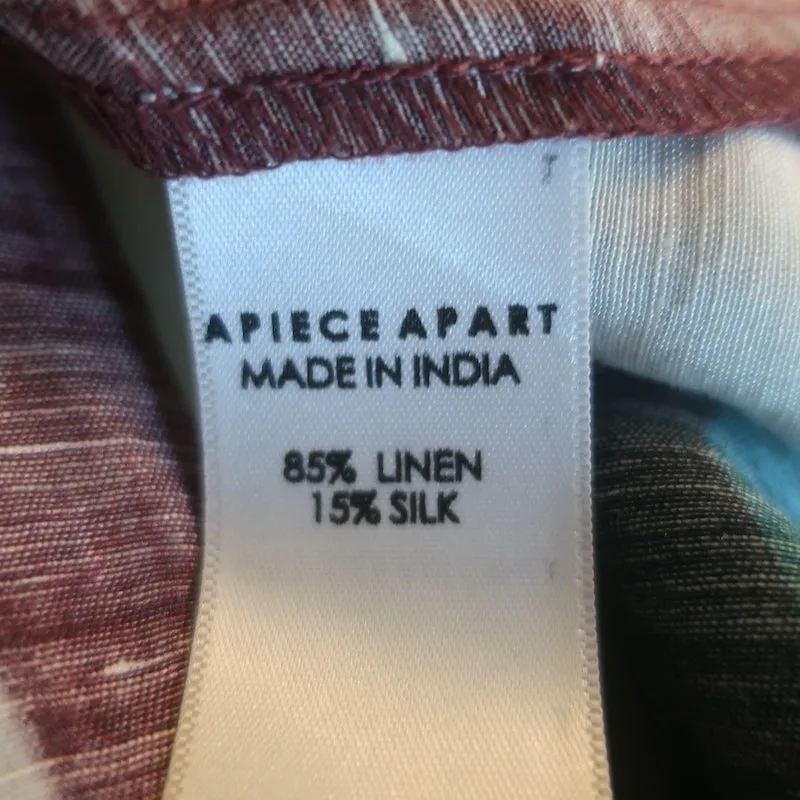 APIECE APART
MADE IN INDIA
85% LINEN
15% SILK